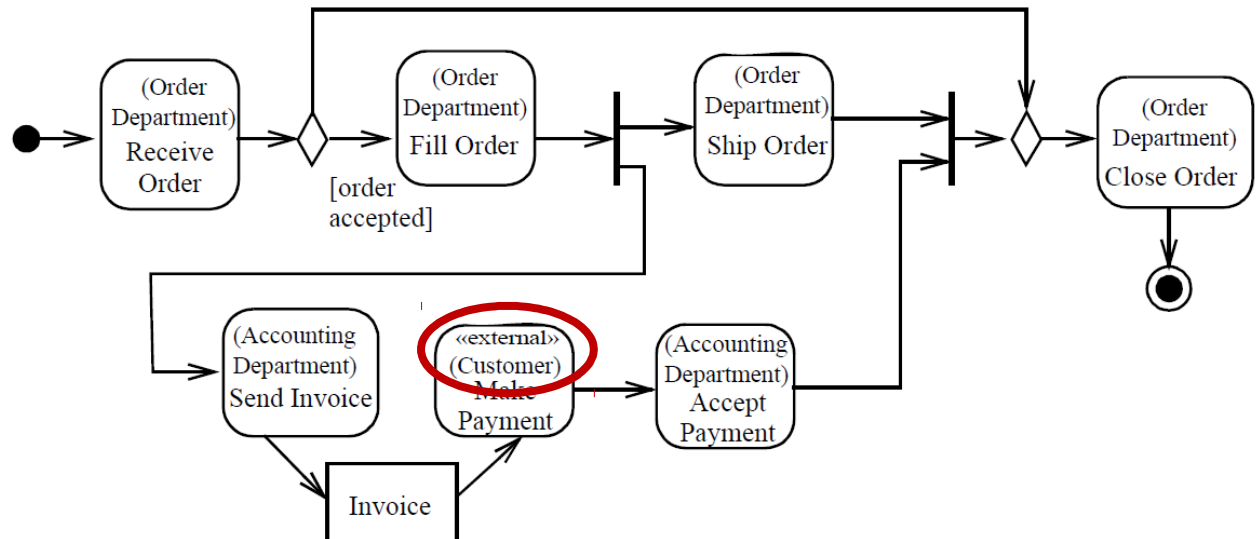 (Order
Department)
Receive
Order
[order
accepted]
(Order
Department)
Fill Order
(Order
Department)
Ship Order
(Order
Department)
Close Order
(Accounting
Department)
Send Invoice
Invoice
«external»
(Customer)
Make
Payment
(Accounting
Department)
Accept
Payment